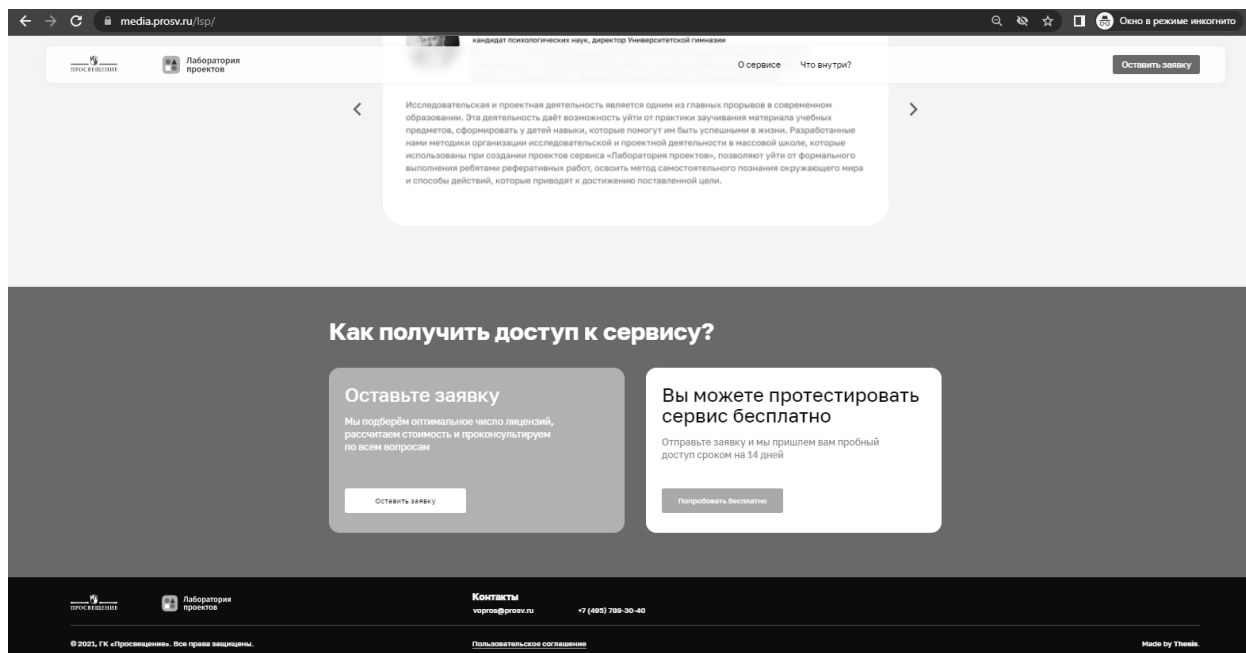 media.prosv.ru/lsp/
Окно в режиме инкогнито
кандидат психологических наук, директор Университетской гимназии
ПРОСВЕЩЕНИЕ
Лаборатория
проектов
О сервисе
Что внутри?
Оставить заявку
Исследовательская и проектная деятельность является одним из главных прорывов в современном
образовании. Эта деятельность даёт возможность уйти от практики заучивания материала учебных
предметов, сформировать у детей навыки, которые помогут им быть успешными в жизни. Разработанные
нами методики организации исследовательской и проектной деятельности в массовой школе, которые
использованы при создании проектов сервиса «Лаборатория проектов», позволяют уйти от формального
выполнения ребятами реферативных работ, освоить метод самостоятельного познания окружающего мира
и способы действий, которые приводят к достижению поставленной цели.
Как получить доступ к сервису?
Оставьте заявку
Мы подберём оптимальное число лицензий,
рассчитаем стоимость и проконсультируем
по всем вопросам
Оставить заявку
Вы можете протестировать
сервис бесплатно
Отправьте заявку и мы пришлем вам пробный
доступ сроком на 14 дней
Попробовать бесплатно
ПРОСВЕЩЕНИЕ
Лаборатория
проектов
Контакты
vopros@prosv.ru
+7 (495) 789-30-40
© 2021, ГК «Просвещение». Все права защищены.
Пользовательское соглашение
Made by Thesis.